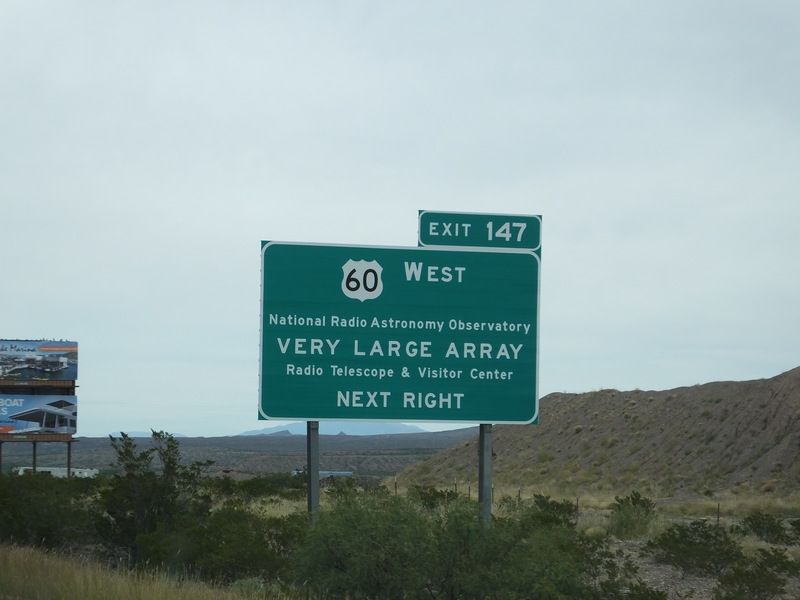 EXIT 147
60 WEST
National Radio Astronomy Observatory
VERY LARGE ARRAY
Radio Telescope & Visitor Center
NEXT RIGHT
BOAT